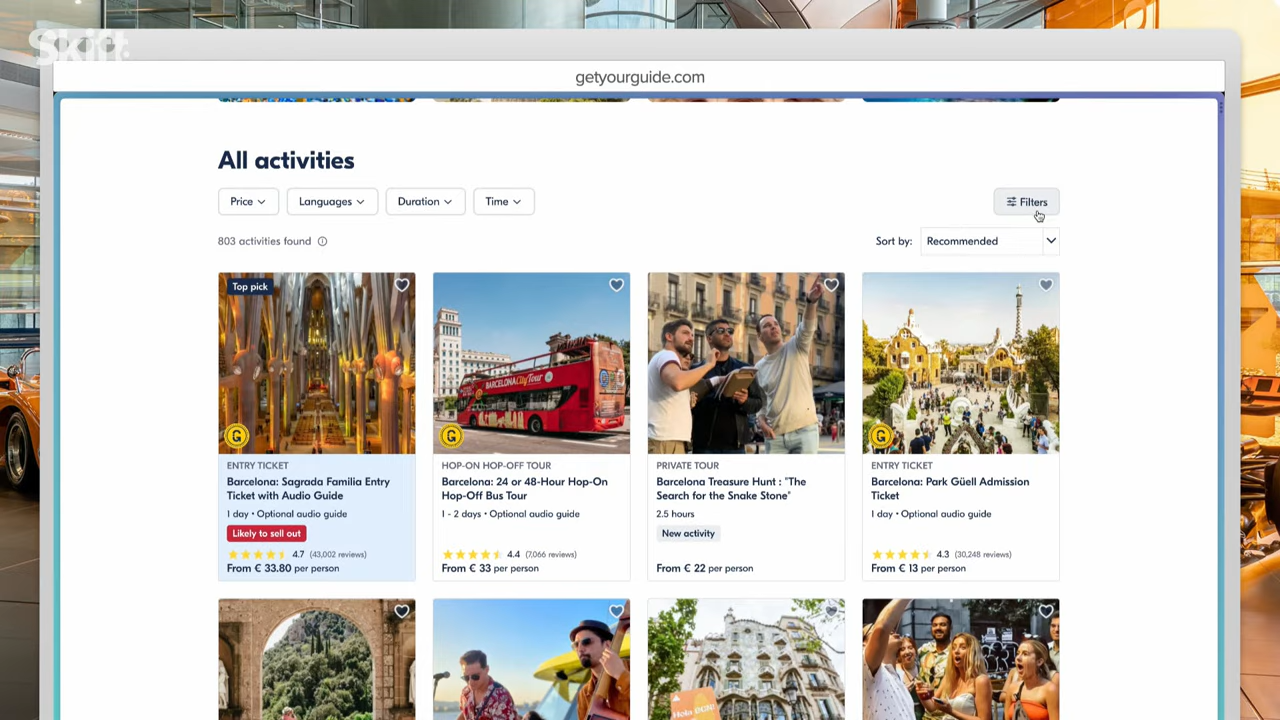 Skift.
getyourguide.com
All activities
Price
Languages
Duration
Time
Filters
803 activities found
Sort by:
Recommended
Top pick
BARCELONA City Tour
G
G
G
ENTRY TICKET
Barcelona: Sagrada Familia Entry
Ticket with Audio Guide
1 day • Optional audio guide
Likely to sell out
4.7 (43,002 reviews)
From € 33.80 per person
HOP-ON HOP-OFF TOUR
Barcelona: 24 or 48-Hour Hop-On
Hop-Off Bus Tour
1 - 2 days • Optional audio guide
4.4 (7,066 reviews)
From € 33 per person
PRIVATE TOUR
Barcelona Treasure Hunt : "The
Search for the Snake Stone"
2.5 hours
New activity
From € 22 per person
ENTRY TICKET
Barcelona: Park Güell Admission
Ticket
1 day • Optional audio guide
4.3 (30,248 reviews)
From € 13 per person
Hola BCN!